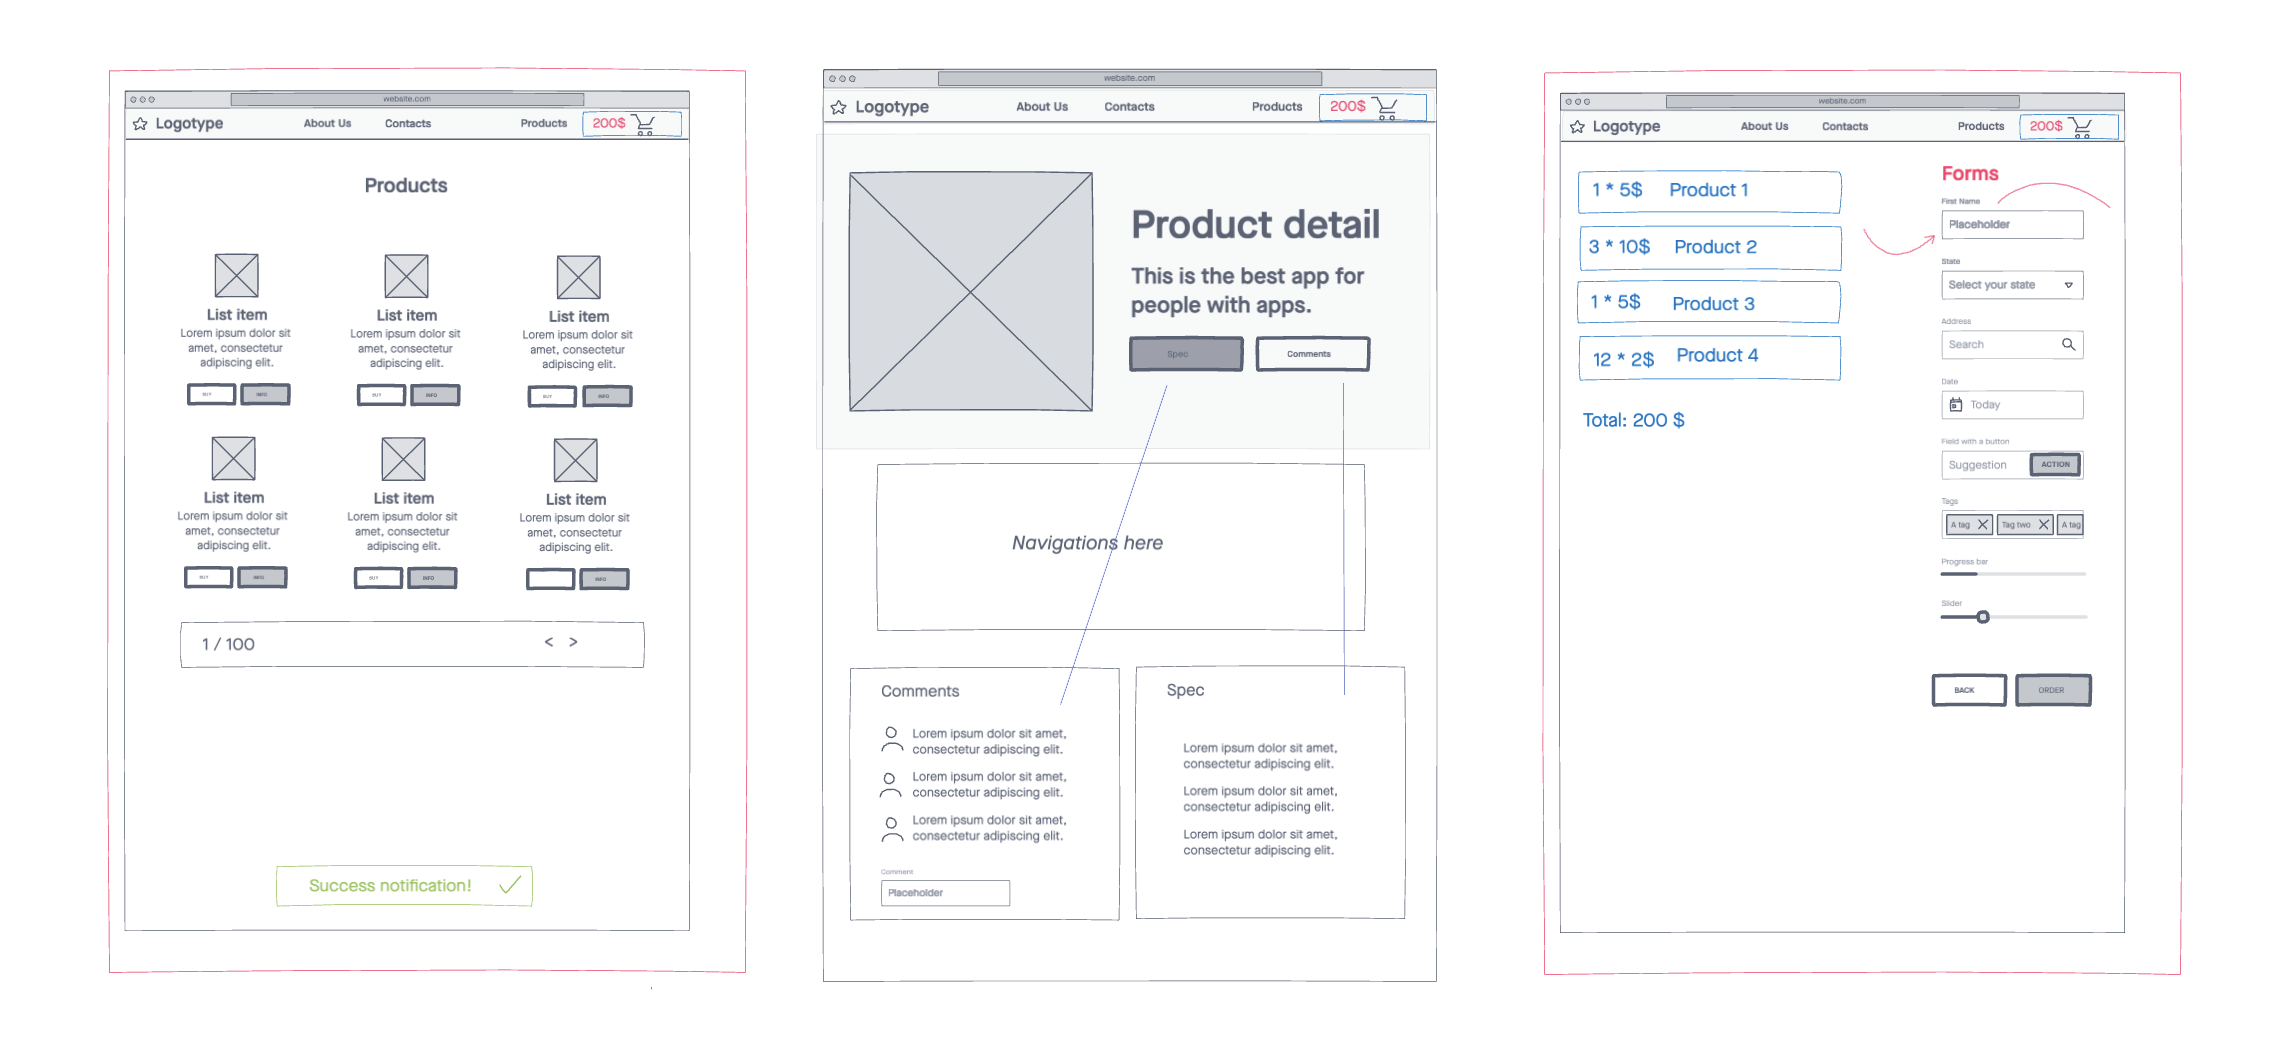 website.com
Logotype About Us Contacts Products 200$
Products
List item List item List item
Lorem ipsum dolor sit Lorem ipsum dolor sit Lorem ipsum dolor sit
amet, consectetur amet, consectetur amet, consectetur
adipiscing elit. adipiscing elit. adipiscing elit.
BUY INFO BUY INFO BUY INFO
List item List item List item
Lorem ipsum dolor sit Lorem ipsum dolor sit Lorem ipsum dolor sit
amet, consectetur amet, consectetur amet, consectetur
adipiscing elit. adipiscing elit. adipiscing elit.
BUY INFO BUY INFO INFO
1 / 100 < >
Success notification!
website.com
Logotype About Us Contacts Products 200$
Product detail
This is the best app for
people with apps.
Spec Comments
Navigations here
Comments
Lorem ipsum dolor sit amet,
consectetur adipiscing elit.
Lorem ipsum dolor sit amet,
consectetur adipiscing elit.
Lorem ipsum dolor sit amet,
consectetur adipiscing elit.
Comment
Placeholder
Spec
Lorem ipsum dolor sit amet,
consectetur adipiscing elit.
Lorem ipsum dolor sit amet,
consectetur adipiscing elit.
Lorem ipsum dolor sit amet,
consectetur adipiscing elit.
website.com
Logotype About Us Contacts Products 200$
1 * 5$ Product 1
3 * 10$ Product 2
1 * 5$ Product 3
12 * 2$ Product 4
Total: 200 $
Forms
First Name
Placeholder
State
Select your state
Address
Search
Date
Today
Field with a button
Suggestion ACTION
Tags
A tag Tag two A tag
Progress bar
Slider
BACK ORDER